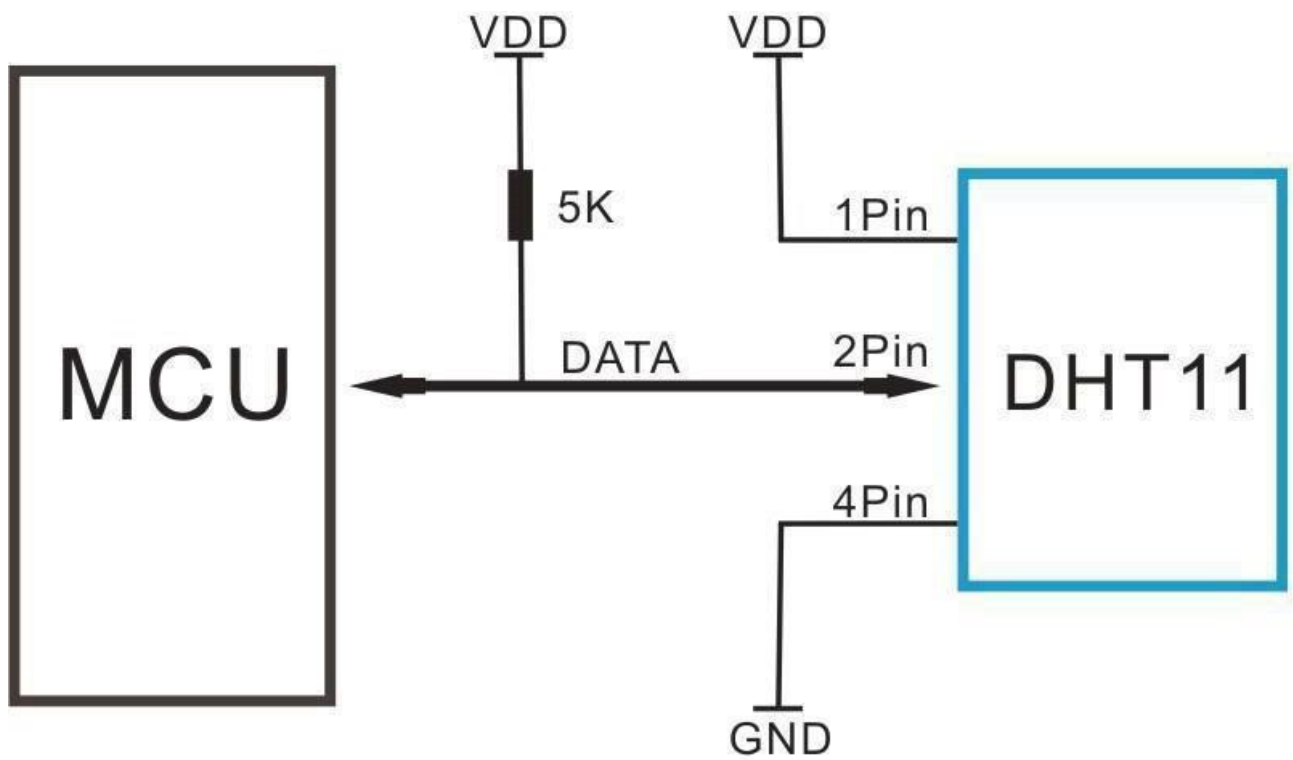 VDD
VDD
5K
1Pin
MCU
DATA
2Pin
DHT11
4Pin
GND